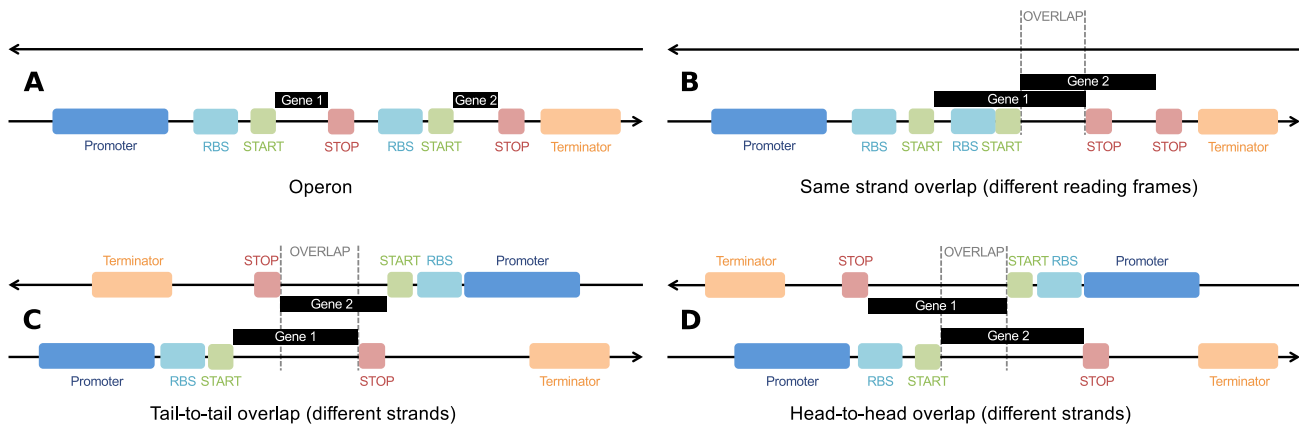 A
Gene 1
Gene 2
Promoter
RBS
START
STOP
RBS
START
STOP
Terminator
Operon
OVERLAP
B
Gene 2
Gene 1
Promoter
RBS
START
RBS
START
STOP
STOP
Terminator
Same strand overlap (different reading frames)
Terminator
STOP
OVERLAP
START
RBS
Promoter
C
Gene 2
Gene 1
Promoter
RBS
START
STOP
Terminator
Tail-to-tail overlap (different strands)
Terminator
STOP
OVERLAP
START
RBS
Promoter
D
Gene 1
Gene 2
Promoter
RBS
START
STOP
Terminator
Head-to-head overlap (different strands)